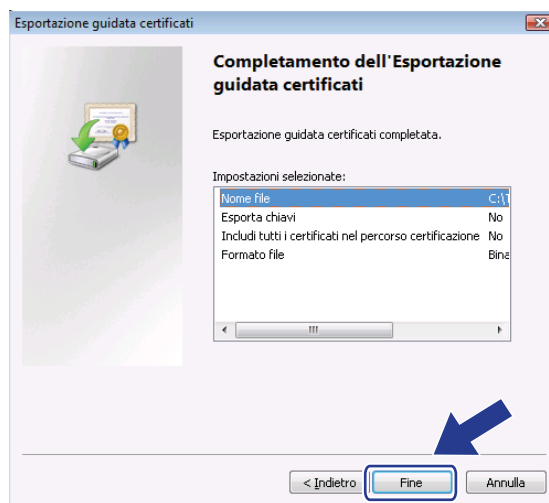 Esportazione guidata certificati
Completamento dell'Esportazione
guidata certificati
Esportazione guidata certificati completata.
Impostazioni selezionate:
Nome file C:\
Esporta chiavi No
Includi tutti i certificati nel percorso certificazione No
Formato file Bina
< Indietro Fine Annulla